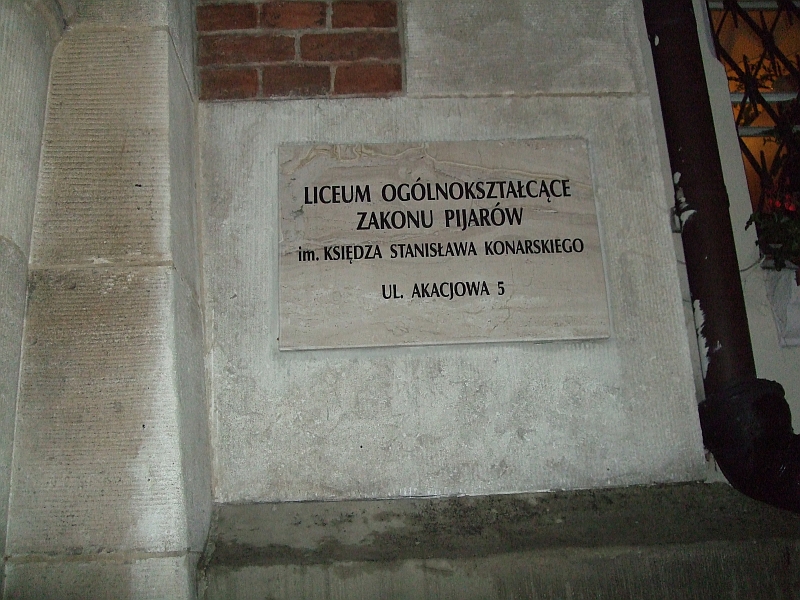 LICEUM OGÓLNOKSZTAŁCĄCE
ZAKONU PIJARÓW
im. KSIĘDZA STANISŁAWA KONARSKIEGO
UL. AKACJOWA 5